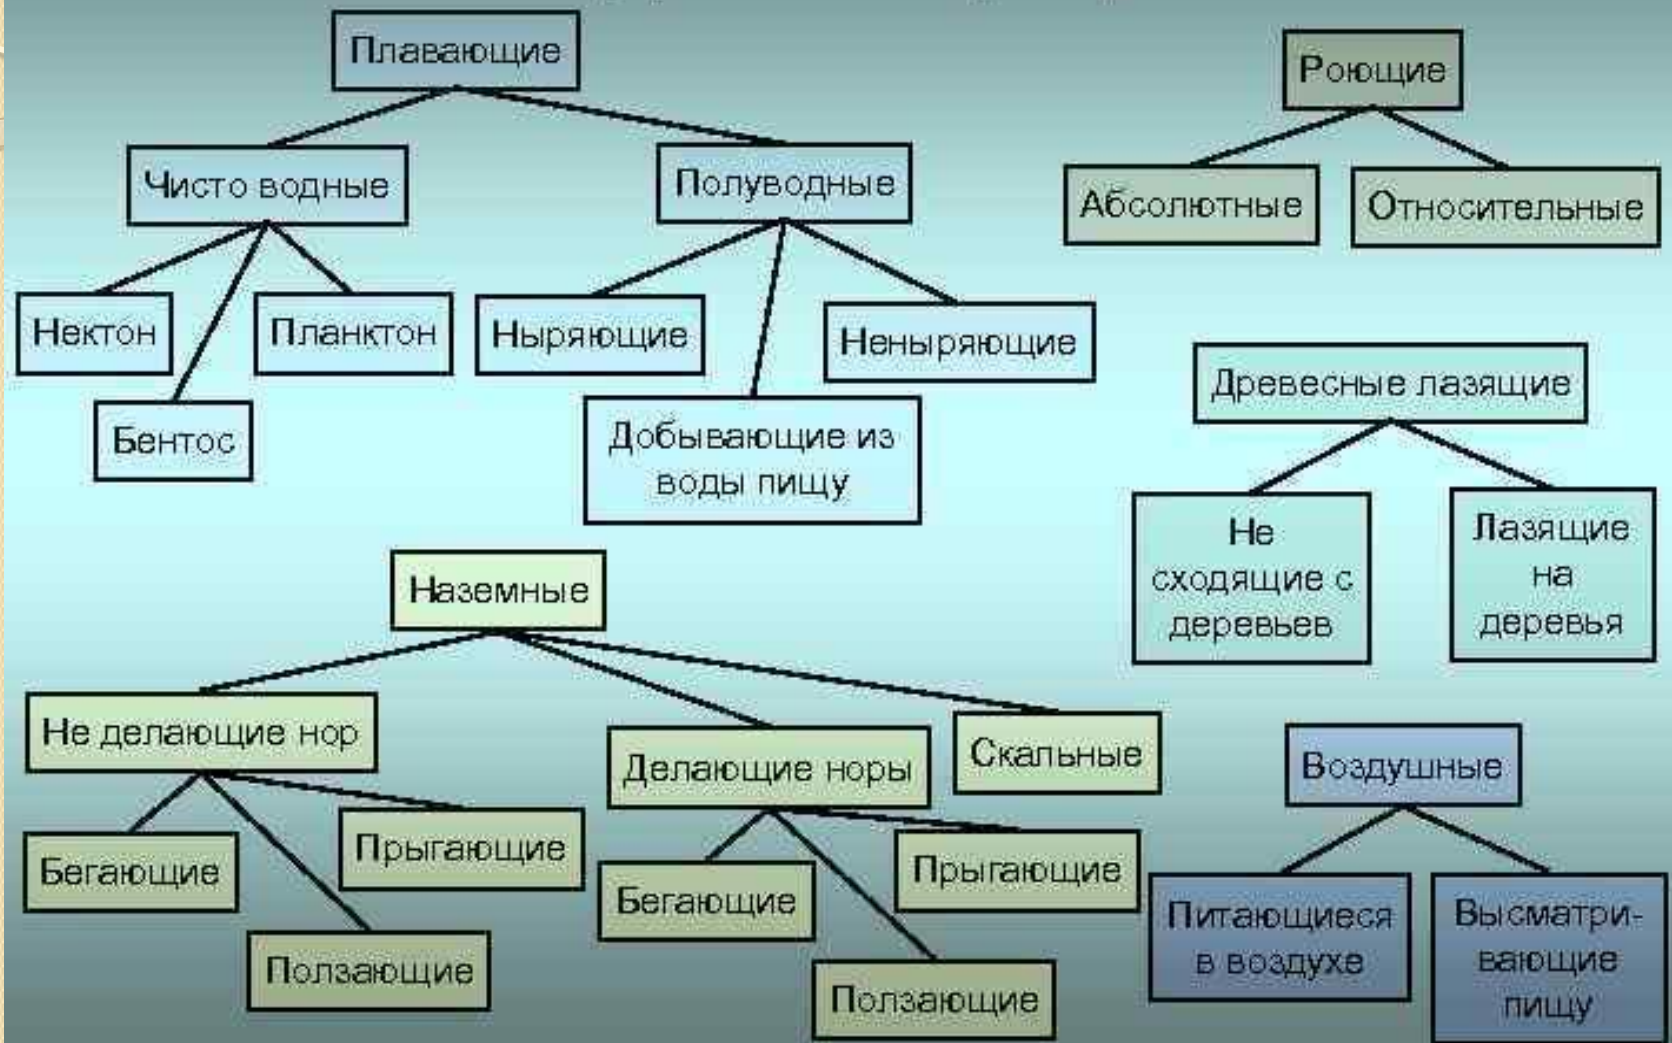 Плавающие
Чисто водные
Полуводные
Нектон
Планктон
Бентос
Ныряющие
Неныряющие
Добывающие из
воды пищу
Роющие
Абсолютные
Относительные
Древесные лазящие
Не
сходящие с
деревьев
Лазящие
на
деревья
Наземные
Не делающие нор
Делающие норы
Скальные
Бегающие
Прыгающие
Ползающие
Бегающие
Прыгающие
Ползающие
Воздушные
Питающиеся
в воздухе
Высматри-
вающие
пищу